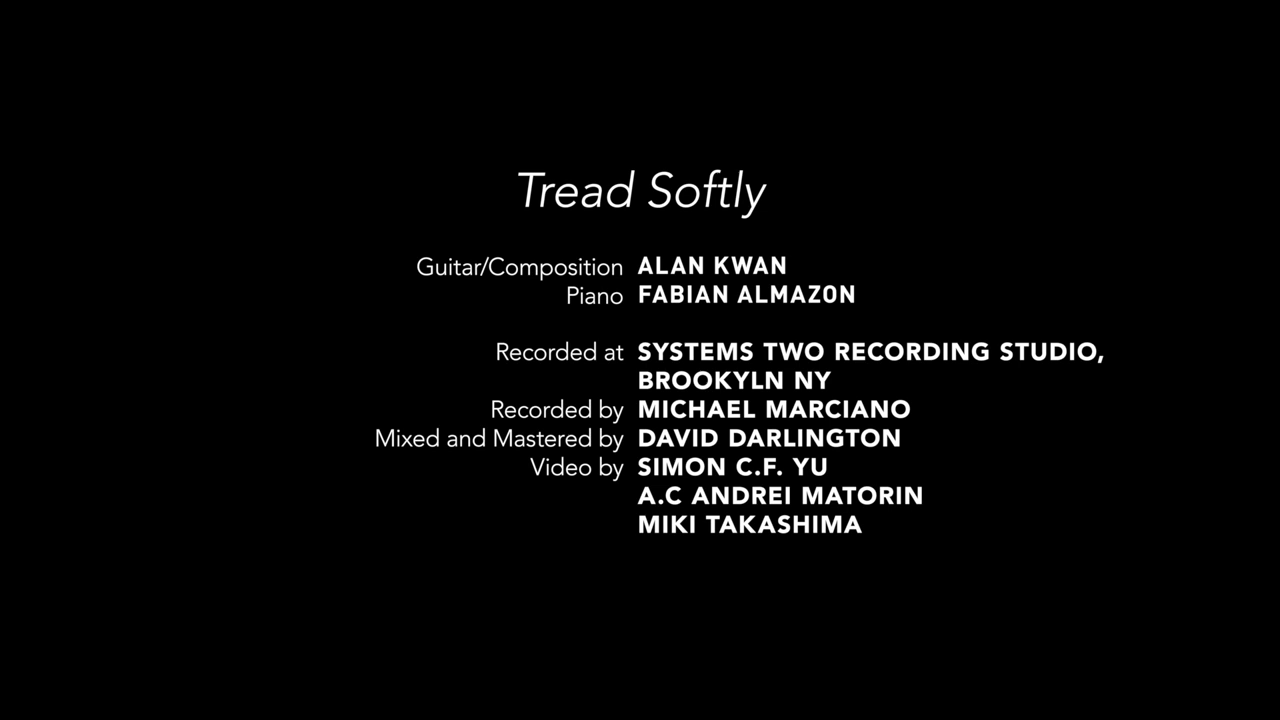 Tread Softly
Guitar/Composition ALAN KWAN
Piano FABIAN ALMAZON
Recorded at SYSTEMS TWO RECORDING STUDIO,
BROOKYLN NY
Recorded by MICHAEL MARCIANO
Mixed and Mastered by DAVID DARLINGTON
Video by SIMON C.F. YU
A.C ANDREI MATORIN
MIKI TAKASHIMA